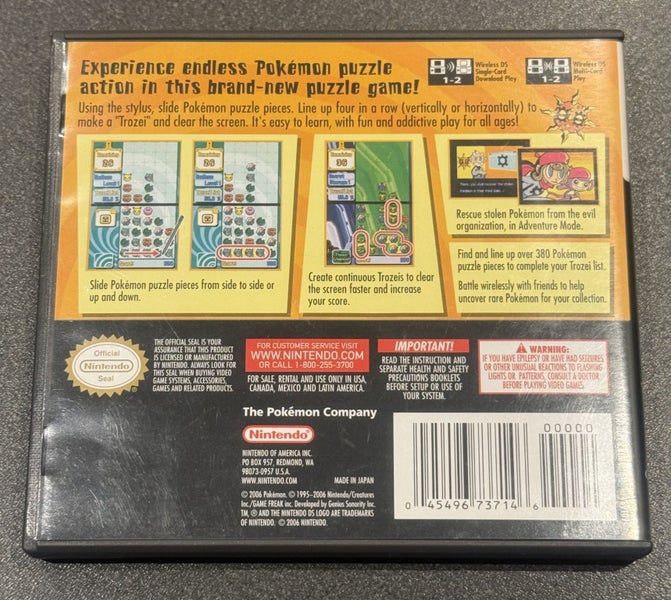 Experience endless Pokémon puzzle
action in this brand-new puzzle game!
Wireless DS
Single-Card
Download Play
1-2
Wireless DS
Multi-Card
Play
1-2
Using the stylus, slide Pokémon puzzle pieces. Line up four in a row (vertically or horizontally) to
make a "Trozei" and clear the screen. It's easy to learn, with fun and addictive play for all ages!
26
26
36
Slide Pokémon puzzle pieces from side to side or
up and down.
Create continuous Trozeis to clear
the screen faster and increase
your score.
Rescue stolen Pokémon from the evil
organization, in Adventure Mode.
Find and line up over 380 Pokémon
puzzle pieces to complete your Trozei list.
Battle wirelessly with friends to help
uncover rare Pokémon for your collection.
Official
Nintendo
Seal
THE OFFICIAL SEAL IS YOUR
ASSURANCE THAT THIS PRODUCT
IS LICENSED OR MANUFACTURED
BY NINTENDO. ALWAYS LOOK FOR
THIS SEAL WHEN BUYING VIDEO
GAME SYSTEMS, ACCESSORIES,
GAMES AND RELATED PRODUCTS.
FOR CUSTOMER SERVICE VISIT
WWW.NINTENDO.COM
OR CALL 1-800-255-3700
FOR SALE, RENTAL AND USE ONLY IN USA,
CANADA, MEXICO AND LATIN AMERICA.
IMPORTANT!
READ THE INSTRUCTION AND
SEPARATE HEALTH AND SAFETY
PRECAUTIONS BOOKLETS
BEFORE SETUP OR USE OF
YOUR SYSTEM.
WARNING:
IF YOU HAVE EPILEPSY OR HAVE HAD SEIZURES
OR OTHER UNUSUAL REACTIONS TO FLASHING
LIGHTS OR PATTERNS, CONSULT A DOCTOR
BEFORE PLAYING VIDEO GAMES.
The Pokémon Company
Nintendo
NINTENDO OF AMERICA INC.
PO BOX 957, REDMOND, WA
98073-0957 U.S.A.
WWW.NINTENDO.COM
MADE IN JAPAN
© 2006 Pokémon. © 1995–2006 Nintendo/Creatures
Inc./GAME FREAK inc. Developed by Genius Sonority Inc.
TM, ® AND THE NINTENDO DS LOGO ARE TRADEMARKS
OF NINTENDO. © 2006 NINTENDO.
00000
0 45496 73714 6